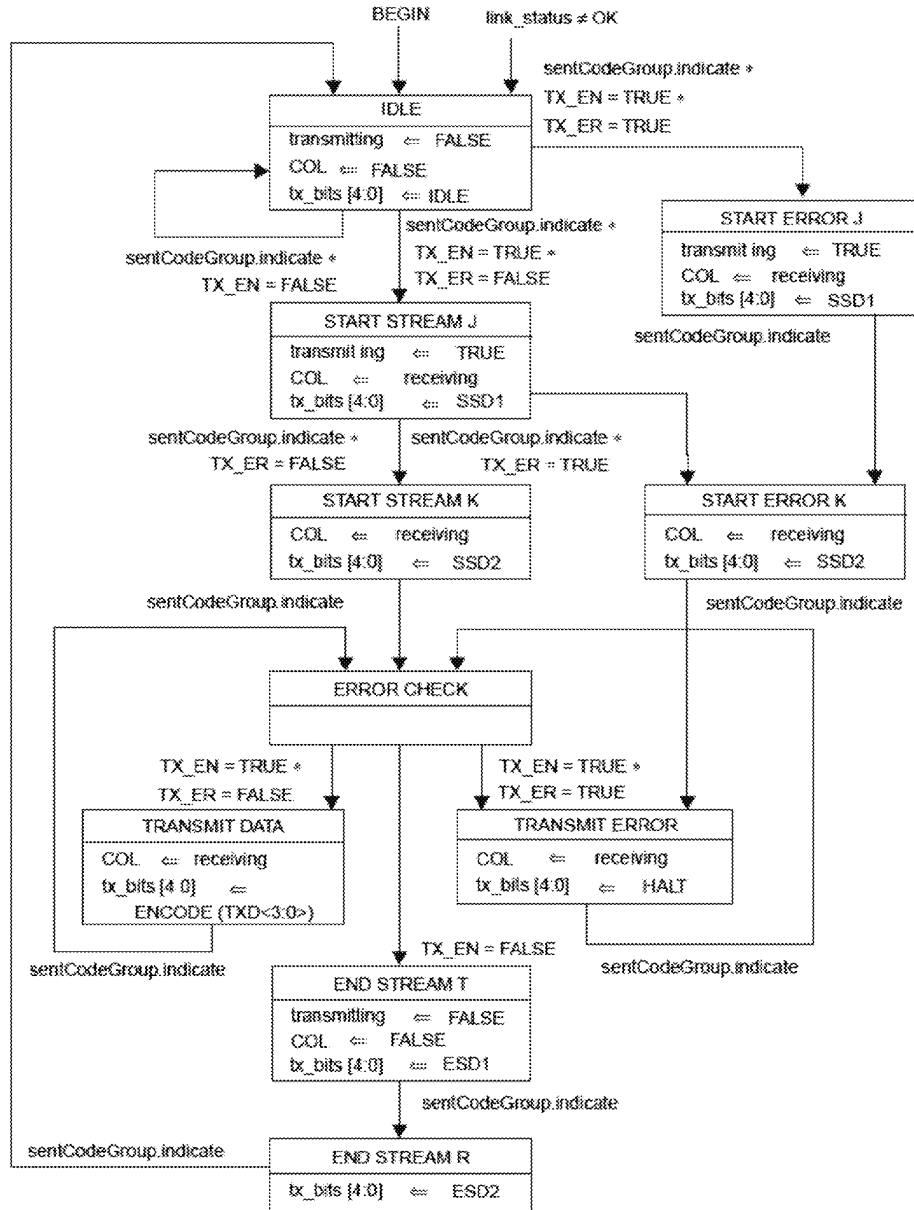 BEGIN
link_status ≠ OK
sentCodeGroup.indicate *
TX_EN = TRUE *
TX_ER = TRUE
IDLE
transmitting ⇐ FALSE
COL ⇐ FALSE
tx_bits [4:0] ⇐ IDLE
sentCodeGroup.indicate *
TX_EN = FALSE
sentCodeGroup.indicate *
TX_EN = TRUE *
TX_ER = FALSE
START ERROR J
transmit ing ⇐ TRUE
COL ⇐ receiving
tx_bits [4:0] ⇐ SSD1
sentCodeGroup.indicate
START STREAM J
transmit ing ⇐ TRUE
COL ⇐ receiving
tx_bits [4:0] ⇐ SSD1
sentCodeGroup.indicate *
TX_ER = FALSE
sentCodeGroup.indicate *
TX_ER = TRUE
START STREAM K
COL ⇐ receiving
tx_bits [4:0] ⇐ SSD2
START ERROR K
COL ⇐ receiving
tx_bits [4:0] ⇐ SSD2
sentCodeGroup.indicate
sentCodeGroup.indicate
ERROR CHECK
TX_EN = TRUE *
TX_ER = FALSE
TX_EN = TRUE *
TX_ER = TRUE
TRANSMIT DATA
COL ⇐ receiving
tx_bits [4:0] ⇐
ENCODE (TXD<3:0>)
TRANSMIT ERROR
COL ⇐ receiving
tx_bits [4:0] ⇐ HALT
sentCodeGroup.indicate
TX_EN = FALSE
sentCodeGroup.indicate
END STREAM T
transmitting ⇐ FALSE
COL ⇐ FALSE
tx_bits [4:0] ⇐ ESD1
sentCodeGroup.indicate
sentCodeGroup.indicate
END STREAM R
tx_bits [4:0] ⇐ ESD2